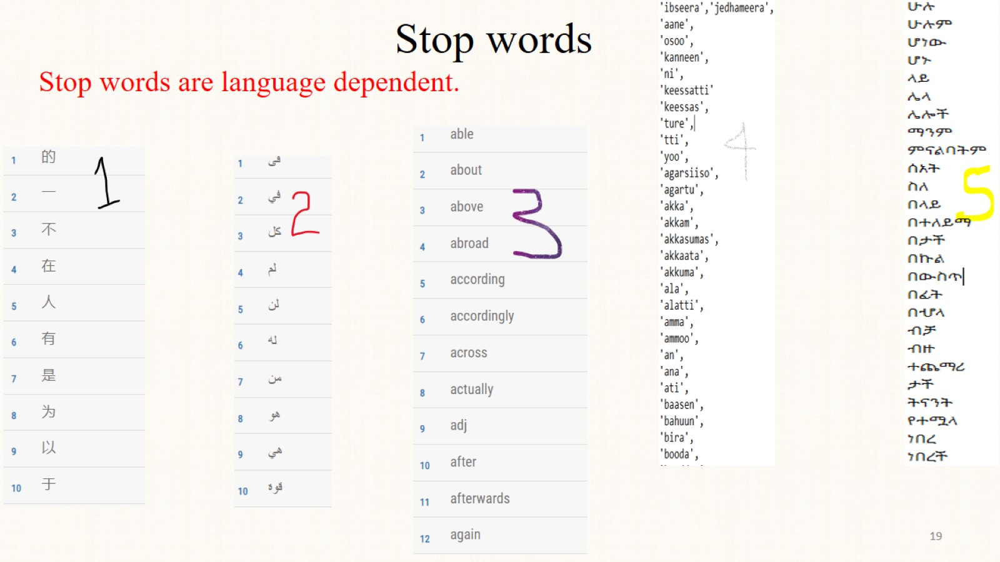 Stop words
Stop words are language dependent.
1 的
2 一
3 不
4 在
5 人
6 有
7 是
8 为
9 以
10 于
1
1 فى
2 في
3 كل
4 لم
5 لن
6 له
7 من
8 هو
9 هي
10 قوة
2
1 able
2 about
3 above
4 abroad
5 according
6 accordingly
7 across
8 actually
9 adj
10 after
11 afterwards
12 again
3
'ibseera','jedhameera',
'aane',
'osoo',
'kanneen',
'ni',
'keessatti'
'keessas',
'ture',
'tti',
'yoo',
'agarsiiso',
'agartu',
'akka',
'akkam',
'akkasumas',
'akkaata',
'akkuma',
'ala',
'alatti',
'amma',
'ammoo',
'an',
'ana',
'ati',
'baasen',
'bahuun',
'bira',
'booda',
4
ሁሉ
ሁሉም
ሆነው
ሆኑ
ላይ
ሌላ
ሌሎች
ማንም
ምናልባትም
ሰአት
ስለ
በላይ
በተለይማ
በታች
በኩል
በውስጥ
በፊት
በኋላ
ብቻ
ብዙ
ተጨማሪ
ታች
ትናንት
የተሟላ
ነበረ
ነበረች
5
19